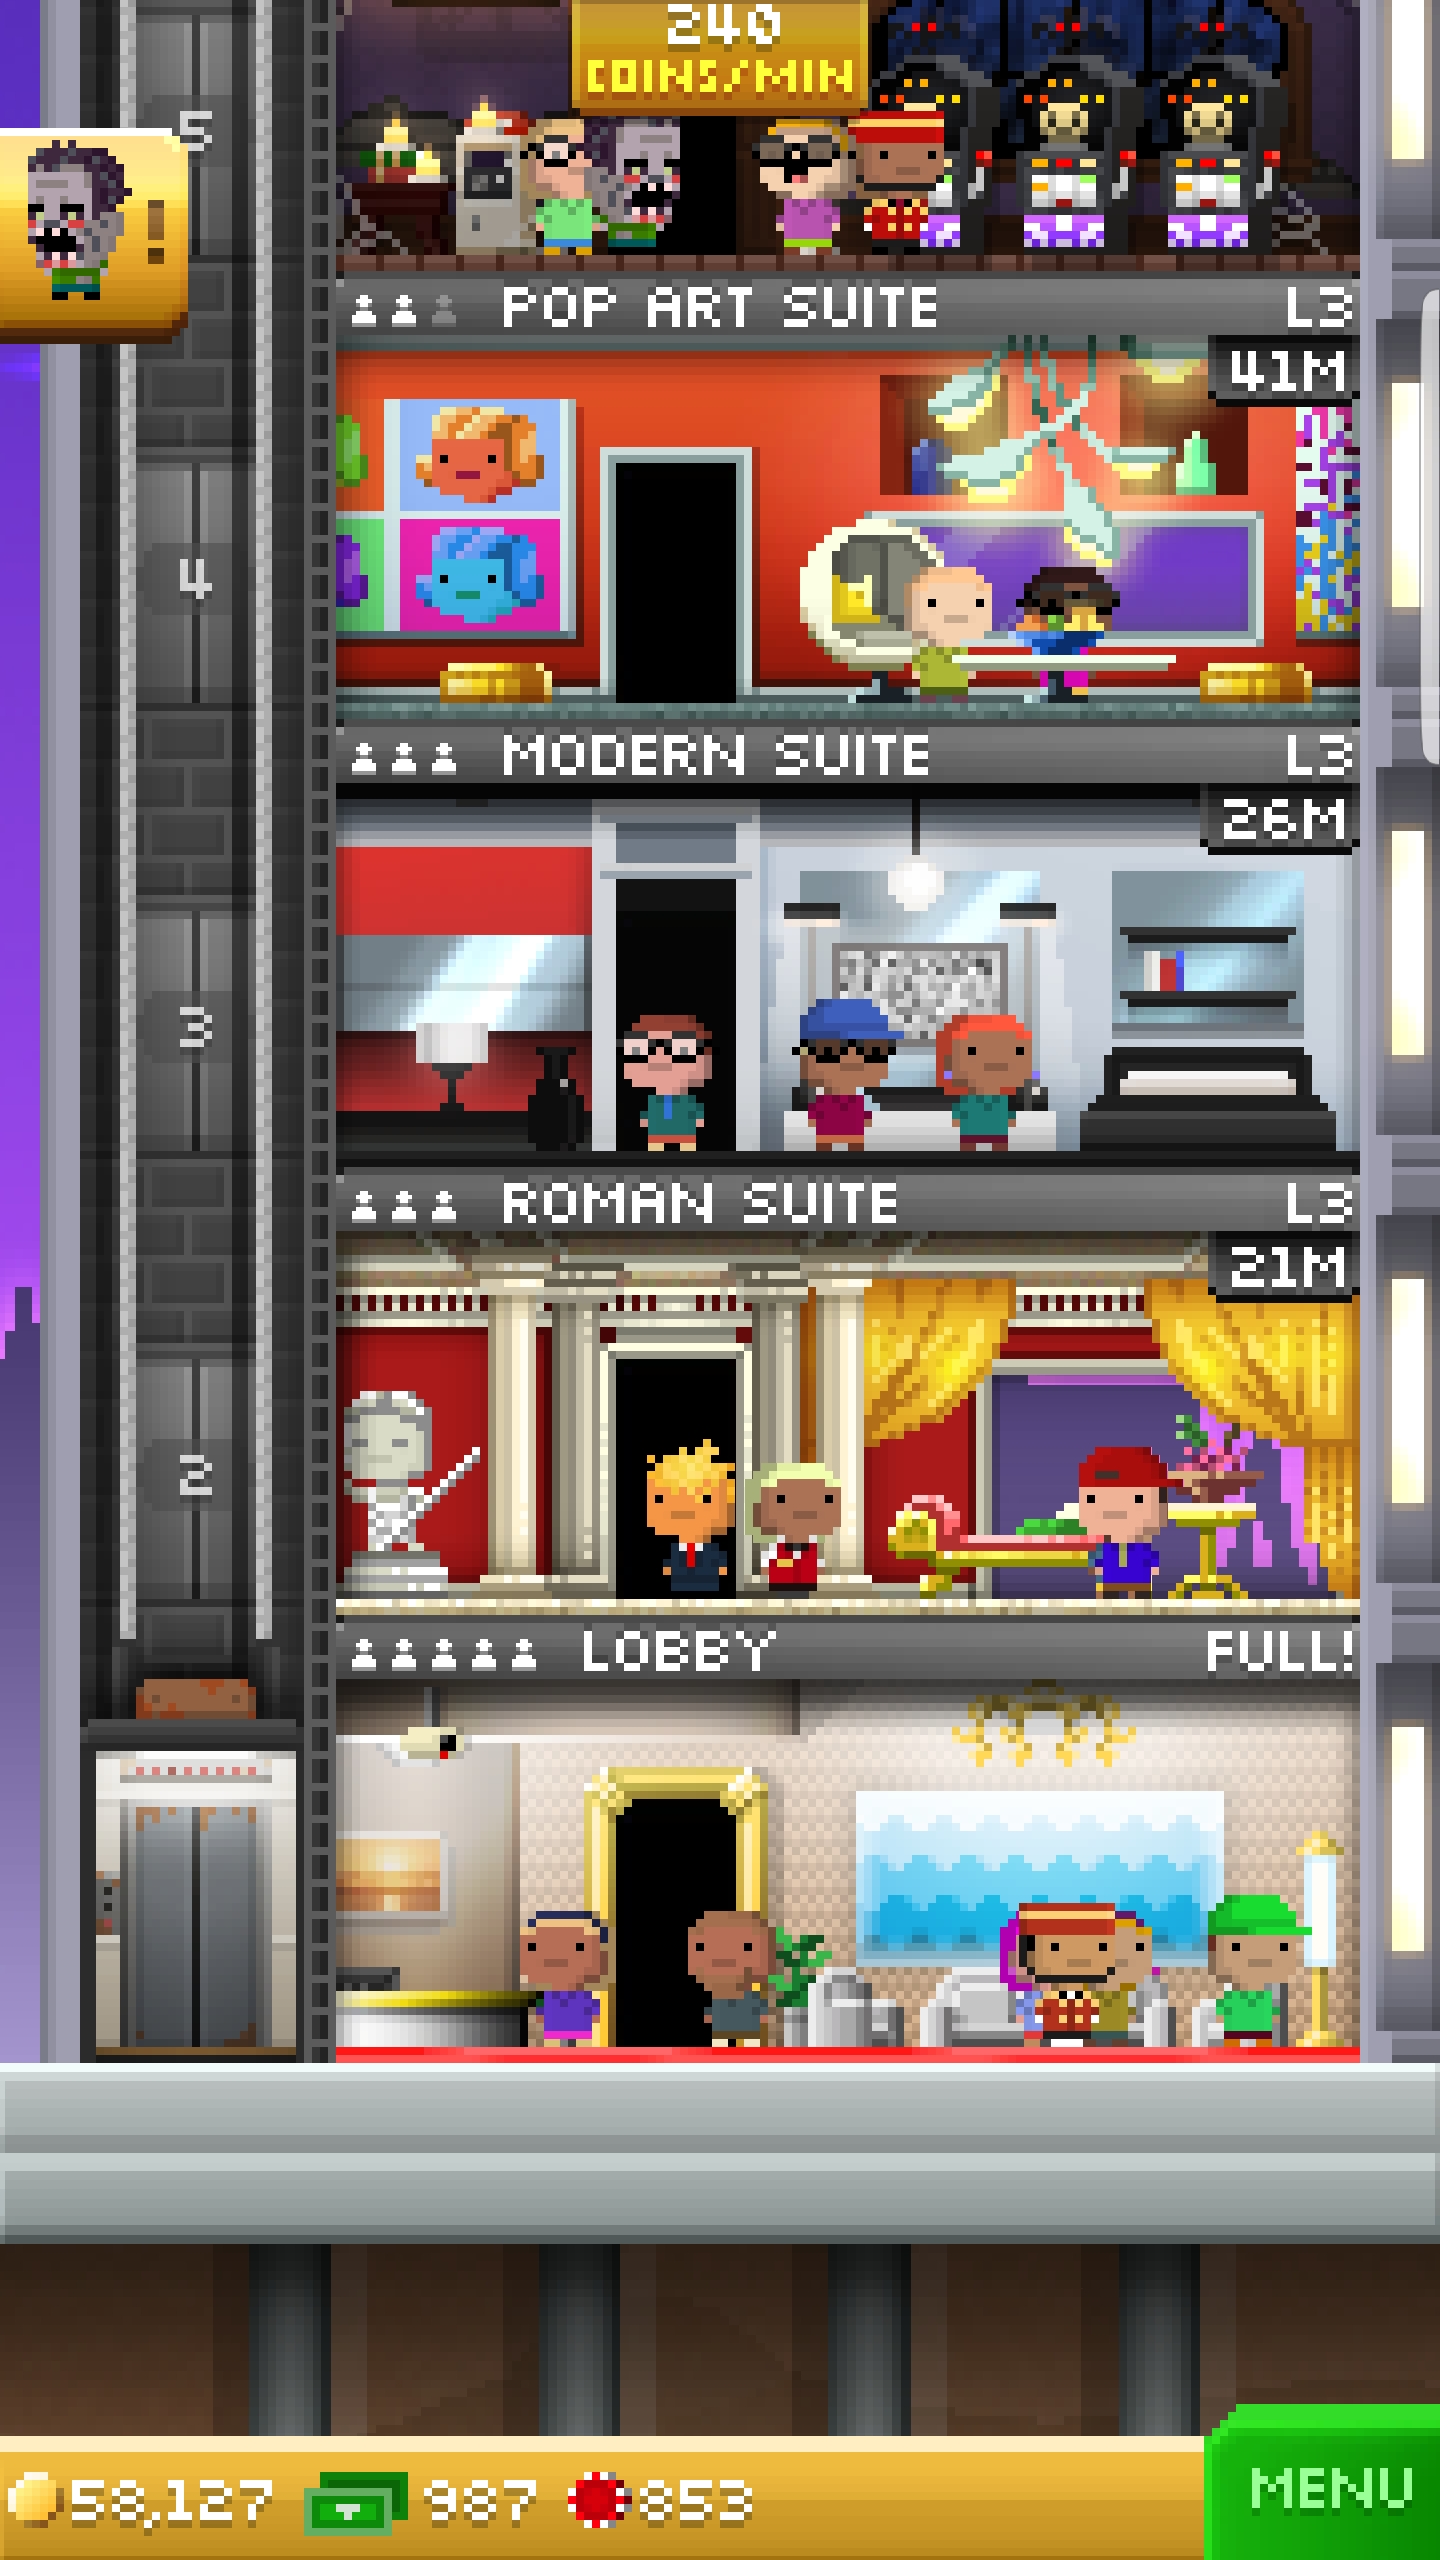 240
COINS/MIN
5
!
POP ART SUITE L3
41M
4
MODERN SUITE L3
26M
3
ROMAN SUITE L3
21M
2
LOBBY FULL!
58,127 987 853
MENU